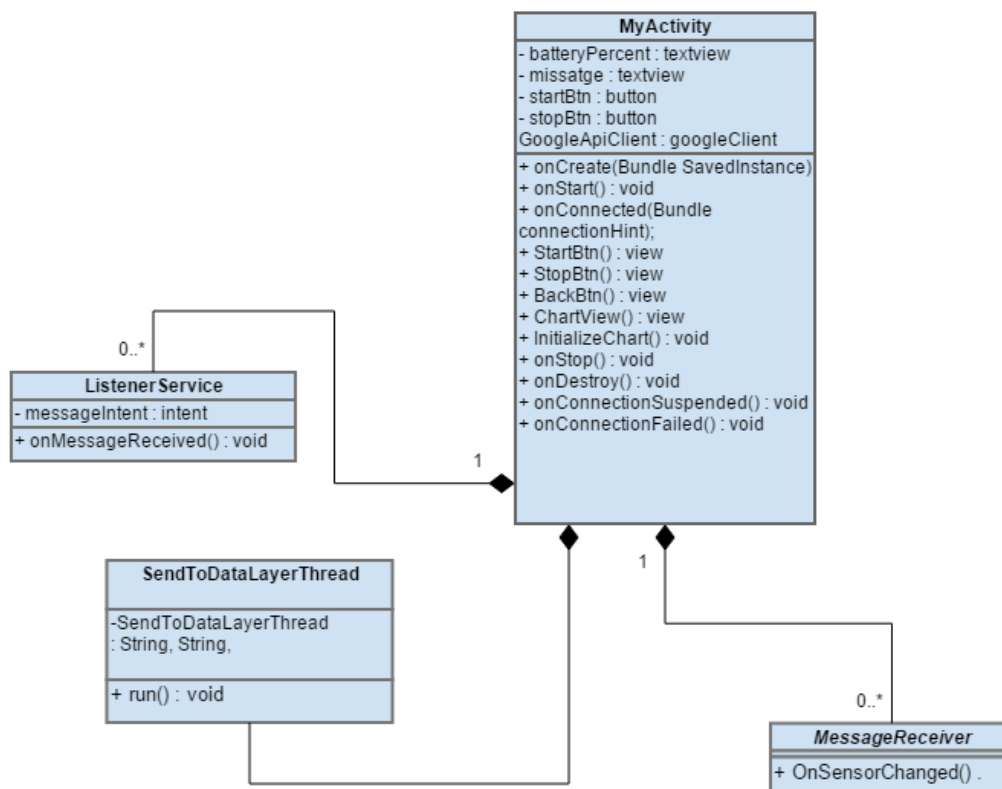 MyActivity
- batteryPercent : textview
- missatge : textview
- startBtn : button
- stopBtn : button
GoogleApiClient : googleClient
+ onCreate(Bundle SavedInstance)
+ onStart() : void
+ onConnected(Bundle
connectionHint);
+ StartBtn() : view
+ StopBtn() : view
+ BackBtn() : view
+ ChartView() : view
+ InitializeChart() : void
+ onStop() : void
+ onDestroy() : void
+ onConnectionSuspended() : void
+ onConnectionFailed() : void
0..*
ListenerService
- messageIntent : intent
+ onMessageReceived() : void
1
1
SendToDataLayerThread
-SendToDataLayerThread
: String, String,
+ run() : void
0..*
MessageReceiver
+ OnSensorChanged() .